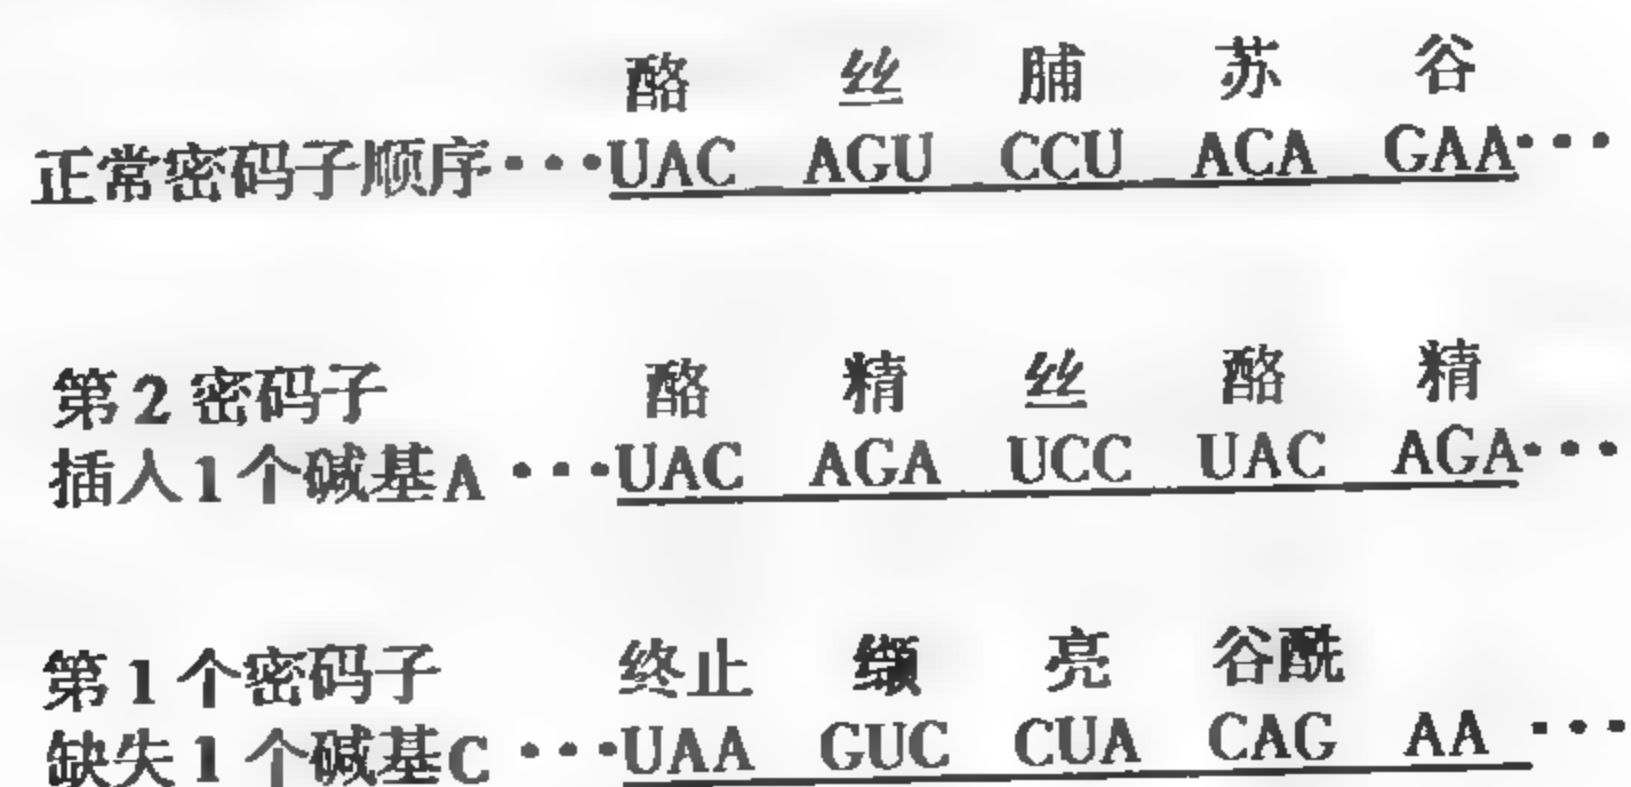 酪 丝 脯 苏 谷
正常密码子顺序···UAC AGU CCU ACA GAA···
酪 精 丝 酪 精
第2密码子
插入1个碱基A ···UAC AGA UCC UAC AGA···
终止 缬 亮 谷酰
第1个密码子
缺失1个碱基C ···UAA GUC CUA CAG AA ···